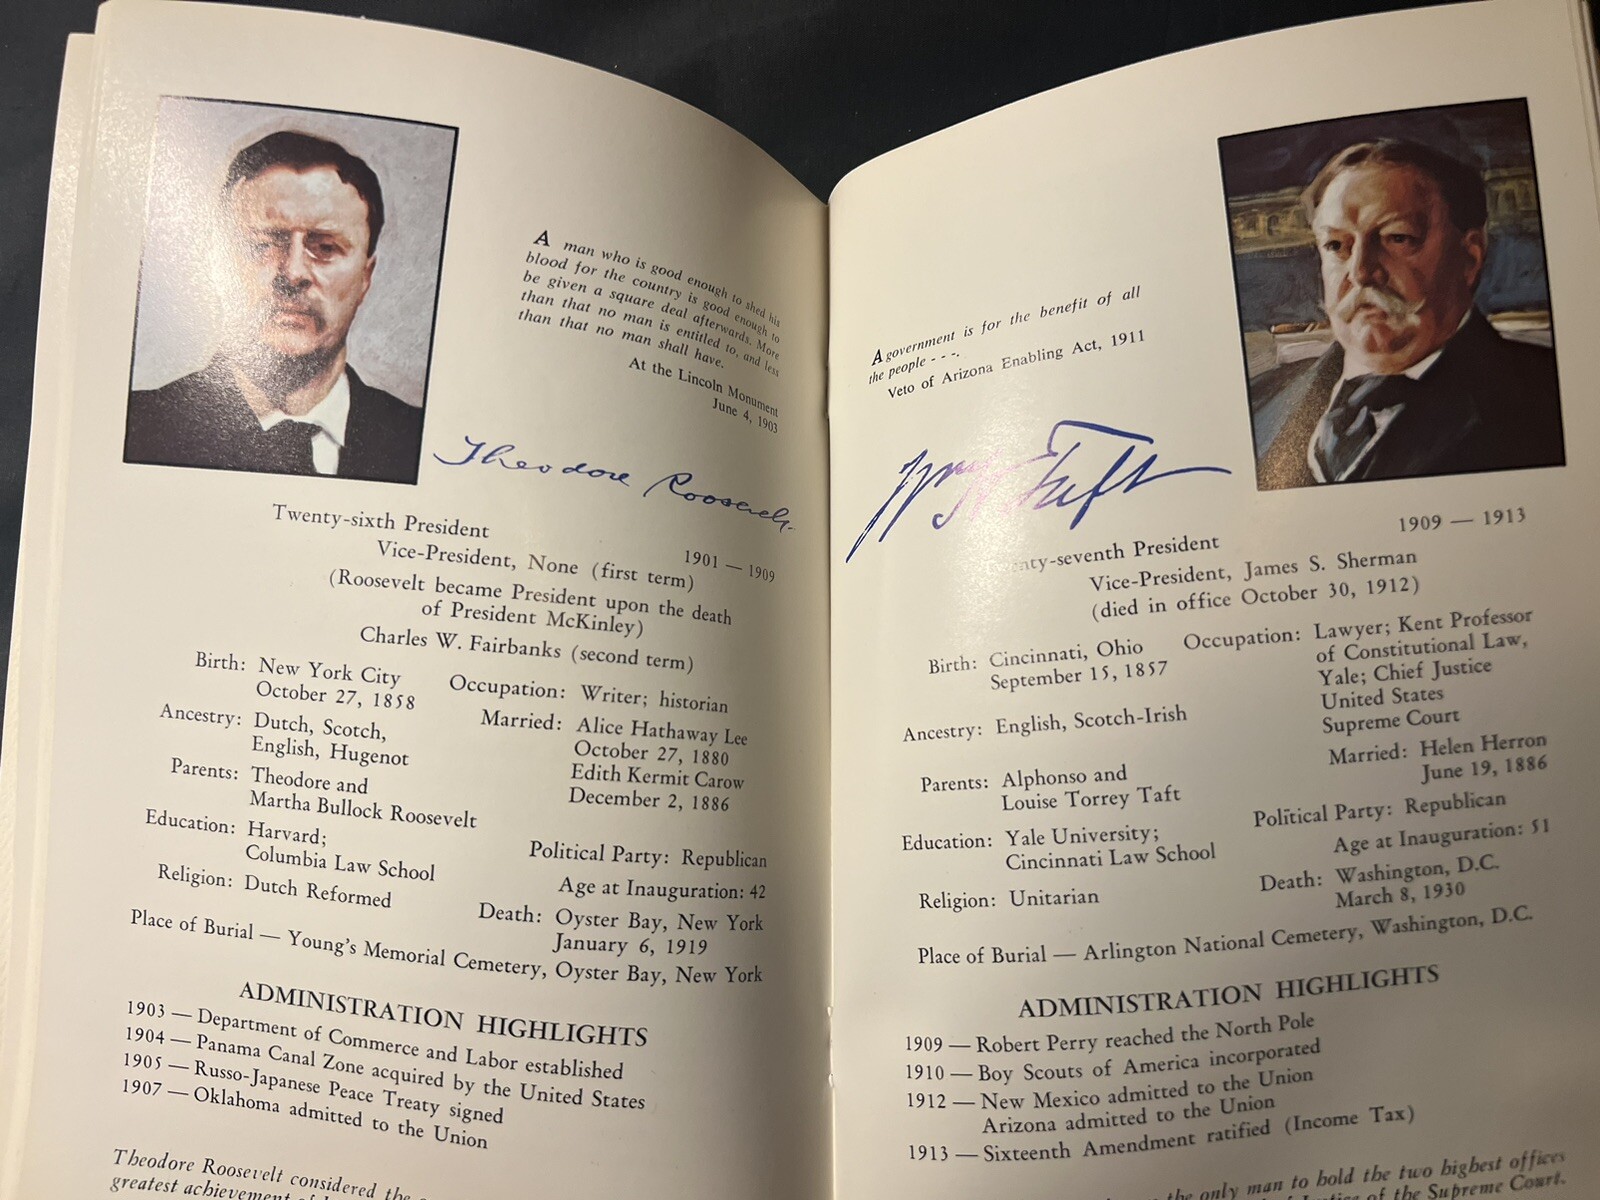 A man who is good enough to shed his
blood for the country is good enough to
be given a square deal afterwards. More
than that no man is entitled to, and less
than that no man shall have.
At the Lincoln Monument
June 4, 1903
Theodore Roosevelt
Twenty-sixth President
1901 — 1909
Vice-President, None (first term)
(Roosevelt became President upon the death
of President McKinley)
Charles W. Fairbanks (second term)
Birth: New York City
October 27, 1858
Ancestry: Dutch, Scotch,
English, Hugenot
Parents: Theodore and
Martha Bullock Roosevelt
Education: Harvard;
Columbia Law School
Religion: Dutch Reformed
Occupation: Writer; historian
Married: Alice Hathaway Lee
October 27, 1880
Edith Kermit Carow
December 2, 1886
Political Party: Republican
Age at Inauguration: 42
Death: Oyster Bay, New York
January 6, 1919
Place of Burial — Young's Memorial Cemetery, Oyster Bay, New York
ADMINISTRATION HIGHLIGHTS
1903 — Department of Commerce and Labor established
1904 — Panama Canal Zone acquired by the United States
1905 — Russo-Japanese Peace Treaty signed
1907 — Oklahoma admitted to the Union
Theodore Roosevelt considered the
greatest achievement of
A government is for the benefit of all
the people - - -.
Veto of Arizona Enabling Act, 1911
Wm H Taft
Twenty-seventh President
1909 — 1913
Vice-President, James S. Sherman
(died in office October 30, 1912)
Birth: Cincinnati, Ohio
September 15, 1857
Ancestry: English, Scotch-Irish
Parents: Alphonso and
Louise Torrey Taft
Education: Yale University;
Cincinnati Law School
Religion: Unitarian
Occupation: Lawyer; Kent Professor
of Constitutional Law,
Yale; Chief Justice
United States
Supreme Court
Married: Helen Herron
June 19, 1886
Political Party: Republican
Age at Inauguration: 51
Death: Washington, D.C.
March 8, 1930
Place of Burial — Arlington National Cemetery, Washington, D.C.
ADMINISTRATION HIGHLIGHTS
1909 — Robert Perry reached the North Pole
1910 — Boy Scouts of America incorporated
1912 — New Mexico admitted to the Union
Arizona admitted to the Union
1913 — Sixteenth Amendment ratified (Income Tax)
the only man to hold the two highest offices
Justice of the Supreme Court.